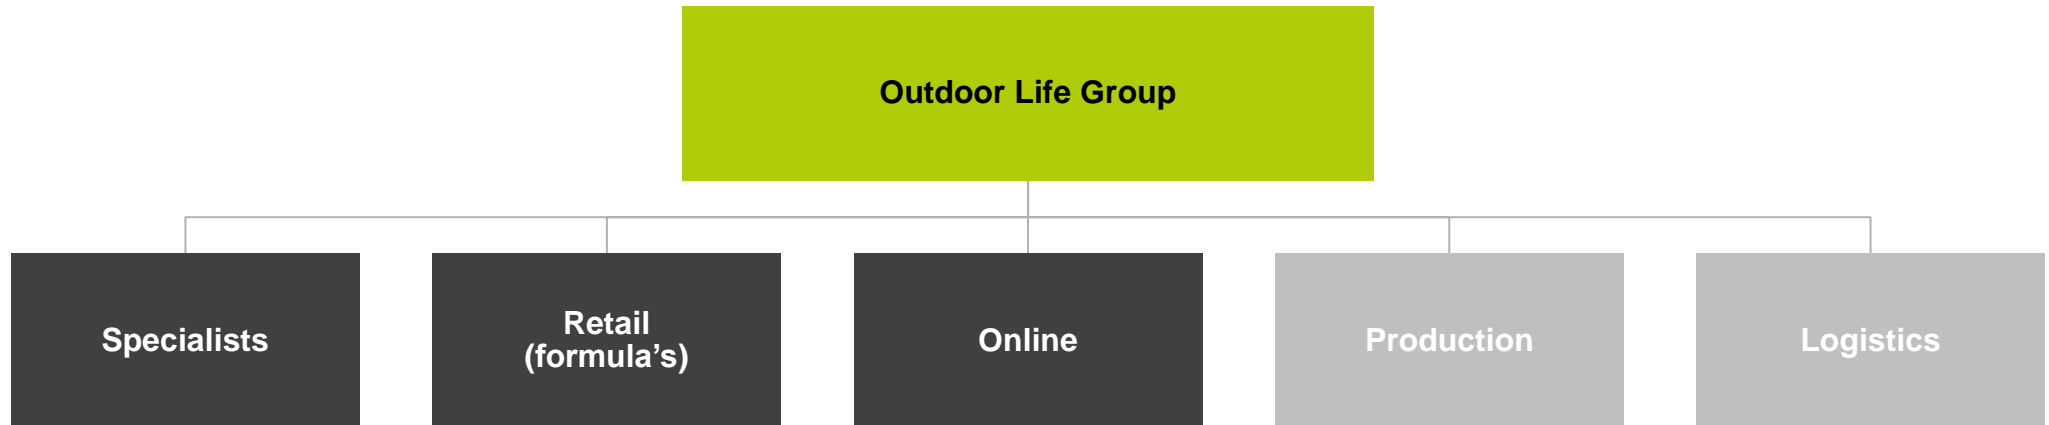 Outdoor Life Group
Specialists
Retail
(formula’s)
Online
Production
Logistics